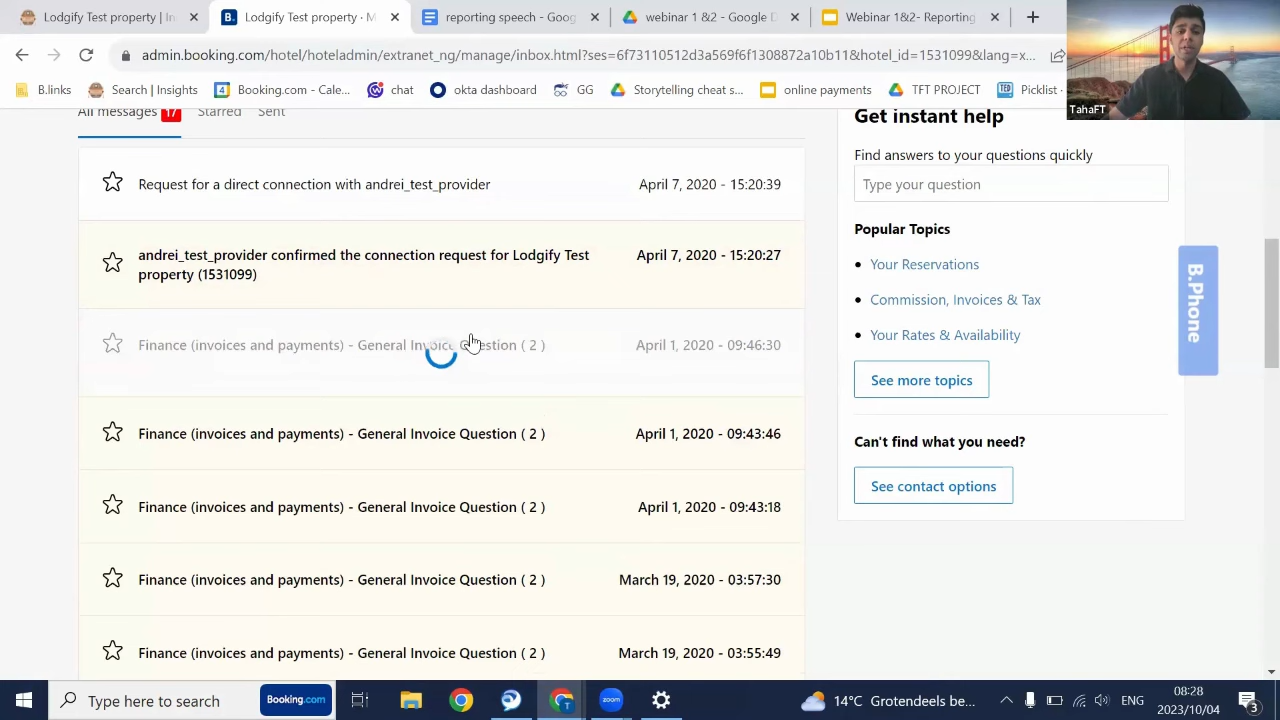 Lodgify Test property (
Lodgify Test property · M
reporting speech - Goog
webinar 1 &2 - Google D
Webinar 1&2- Reporting
admin.booking.com/hotel/hoteladmin/extranet_ng/manage/inbox.html?ses=6f73110512d3a569f6f1308872a10b11&hotel_id=1531099&lang=x...
B.links
Search | Insights
Booking.com - Cale...
chat
okta dashboard
GG
Storytelling cheat s...
online payments
TFT PROJECT
Picklist
TahaFT
All messages 17
Starred
Sent
Request for a direct connection with andrei_test_provider
April 7, 2020 - 15:20:39
andrei_test_provider confirmed the connection request for Lodgify Test
property (1531099)
April 7, 2020 - 15:20:27
Finance (invoices and payments) - General Invoice Question ( 2 )
April 1, 2020 - 09:46:30
Finance (invoices and payments) - General Invoice Question ( 2 )
April 1, 2020 - 09:43:46
Finance (invoices and payments) - General Invoice Question ( 2 )
April 1, 2020 - 09:43:18
Finance (invoices and payments) - General Invoice Question ( 2 )
March 19, 2020 - 03:57:30
Finance (invoices and payments) - General Invoice Question ( 2 )
March 19, 2020 - 03:55:49
Get instant help
Find answers to your questions quickly
Type your question
Popular Topics
Your Reservations
Commission, Invoices & Tax
Your Rates & Availability
See more topics
Can't find what you need?
See contact options
B.Phone
Type here to search
Booking.com
zoom
14°C Grotendeels be...
ENG
08:28
2023/10/04
3